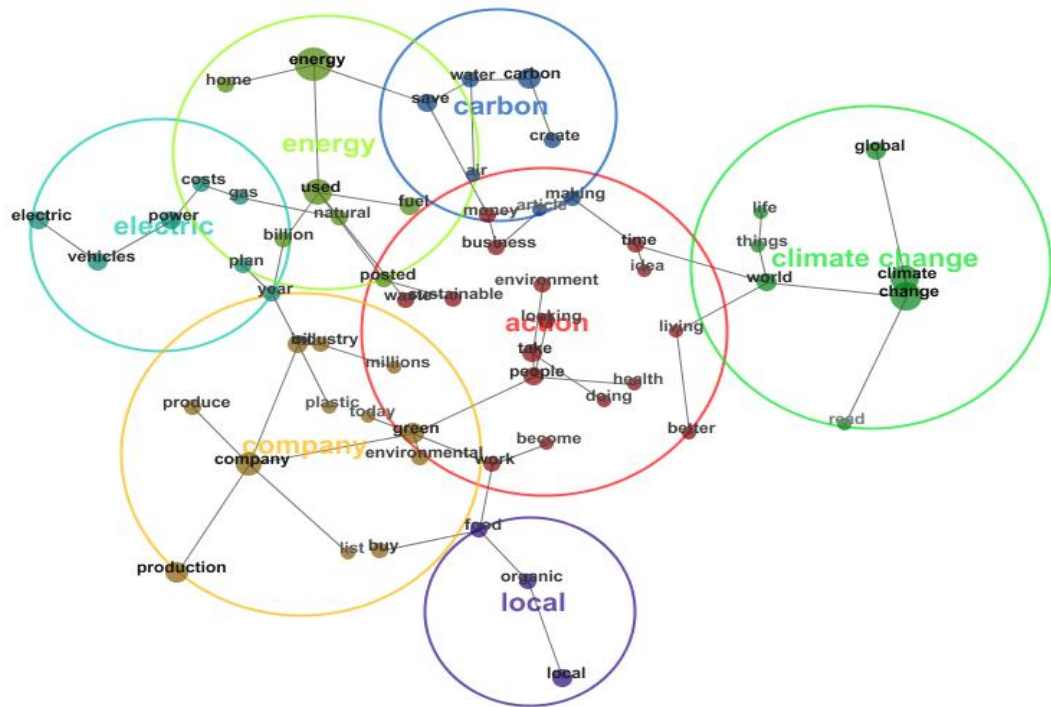 energy
home
water
carbon
save
carbon
create
global
energy
air
costs
gas
used
fuel
natural
money
article
making
life
electric
power
electric
billion
business
time
things
climate change
vehicles
plan
posted
idea
world
climate
change
environment
year
waste
sustainable
looking
action
living
industry
take
millions
people
health
produce
plastic
today
doing
green
better
read
company
environmental
become
company
work
list
buy
food
production
organic
local
local